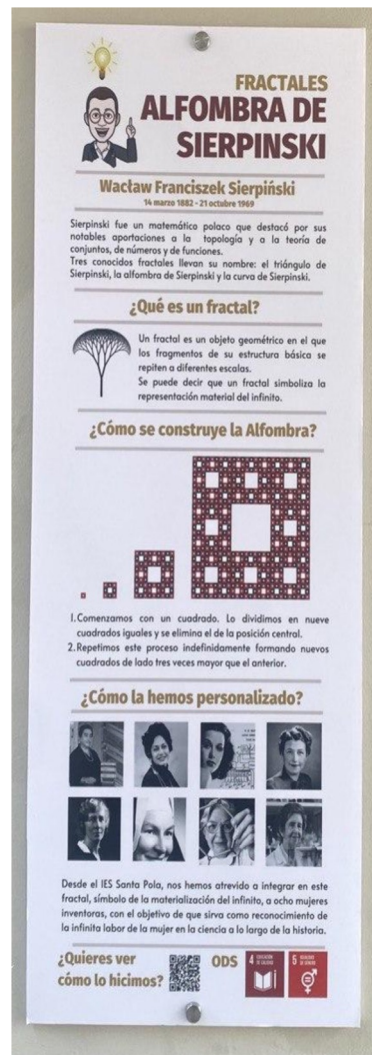 FRACTALES
ALFOMBRA DE
SIERPINSKI
Wacław Franciszek Sierpiński
14 marzo 1882 - 21 octubre 1969
Sierpinski fue un matemático polaco que destacó por sus
notables aportaciones a la topología y a la teoría de
conjuntos, de números y de funciones.
Tres conocidos fractales llevan su nombre: el triángulo de
Sierpinski, la alfombra de Sierpinski y la curva de Sierpinski.
¿Qué es un fractal?
Un fractal es un objeto geométrico en el que
los fragmentos de su estructura básica se
repiten a diferentes escalas.
Se puede decir que un fractal simboliza la
representación material del infinito.
¿Cómo se construye la Alfombra?
1. Comenzamos con un cuadrado. Lo dividimos en nueve
cuadrados iguales y se elimina el de la posición central.
2. Repetimos este proceso indefinidamente formando nuevos
cuadrados de lado tres veces mayor que el anterior.
¿Cómo la hemos personalizado?
Desde el IES Santa Pola, nos hemos atrevido a integrar en este
fractal, símbolo de la materialización del infinito, a ocho mujeres
inventoras, con el objetivo de que sirva como reconocimiento de
la infinita labor de la mujer en la ciencia a lo largo de la historia.
¿Quieres ver
cómo lo hicimos?
ODS
4 EDUCACIÓN DE CALIDAD
5 IGUALDAD DE GÉNERO